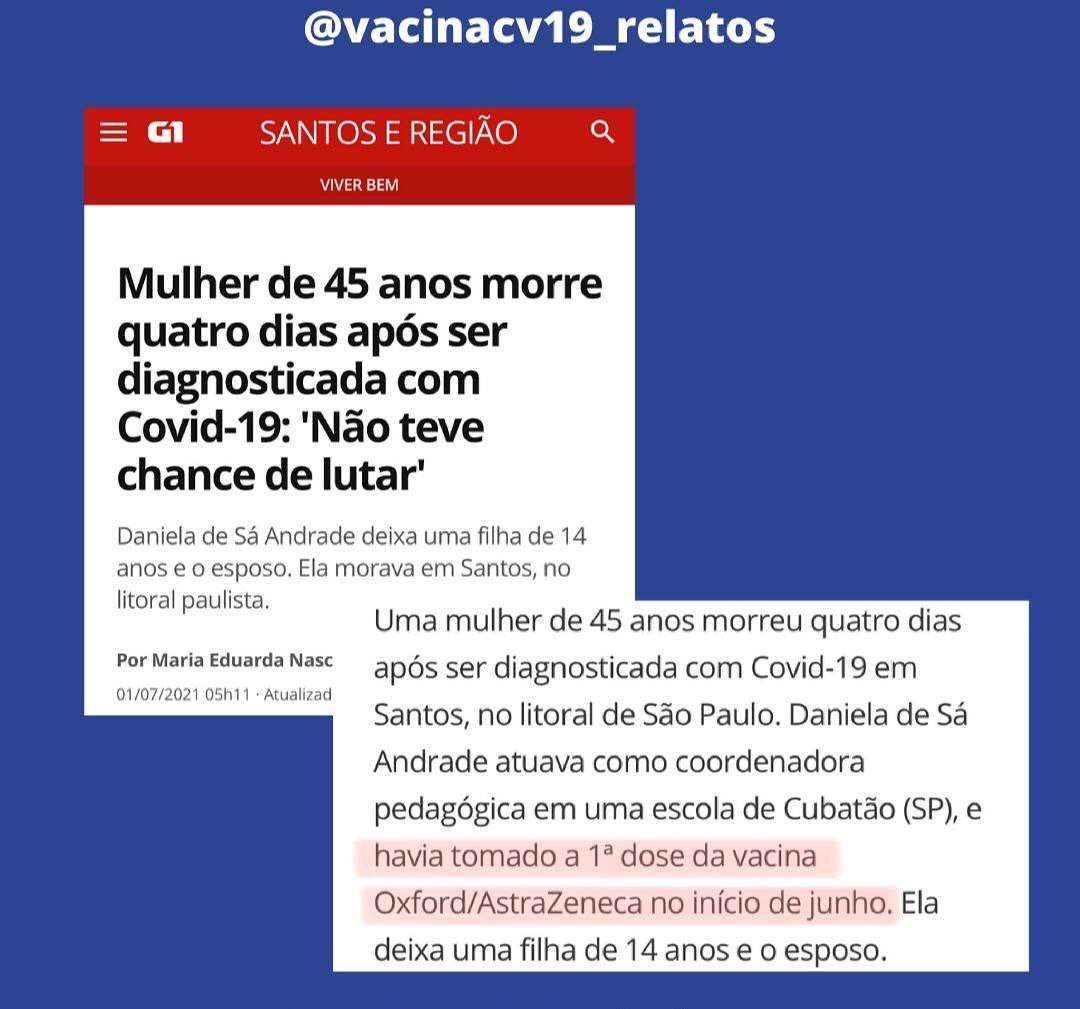 @vacinacv19_relatos
G1 SANTOS E REGIÃO
VIVER BEM
Mulher de 45 anos morre
quatro dias após ser
diagnosticada com
Covid-19: 'Não teve
chance de lutar'
Daniela de Sá Andrade deixa uma filha de 14
anos e o esposo. Ela morava em Santos, no
litoral paulista.
Por Maria Eduarda Nasc
01/07/2021 05h11 · Atualizad
Uma mulher de 45 anos morreu quatro dias
após ser diagnosticada com Covid-19 em
Santos, no litoral de São Paulo. Daniela de Sá
Andrade atuava como coordenadora
pedagógica em uma escola de Cubatão (SP), e
havia tomado a 1ª dose da vacina
Oxford/AstraZeneca no início de junho. Ela
deixa uma filha de 14 anos e o esposo.